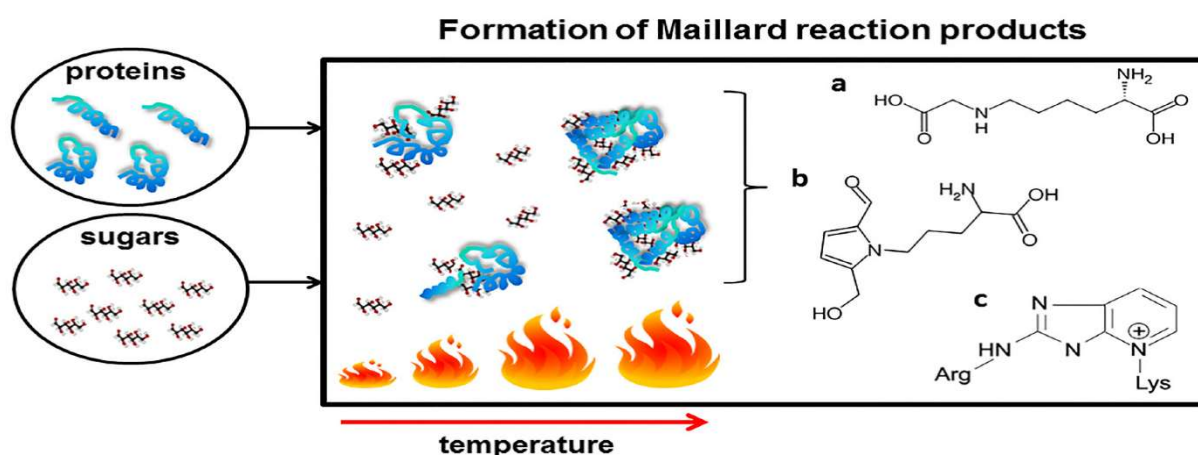 Formation of Maillard reaction products
proteins
sugars
temperature
a
NH₂
HO
O
N
H
O
OH
b
O
H₂N
OH
N
O
HO
c
N
HN
N
N
+
Arg
Lys